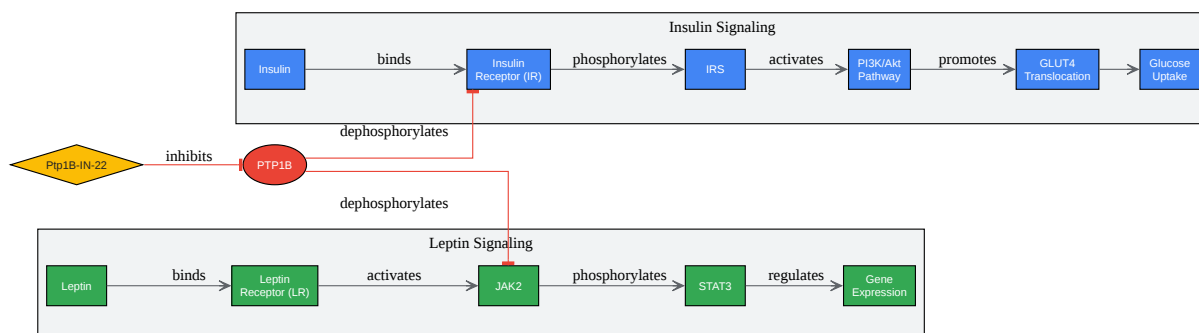 Insulin Signaling
Insulin
binds
Insulin
Receptor (IR)
phosphorylates
IRS
activates
PI3K/Akt
Pathway
promotes
GLUT4
Translocation
Glucose
Uptake
dephosphorylates
Ptp1B-IN-22
inhibits
PTP1B
dephosphorylates
Leptin Signaling
Leptin
binds
Leptin
Receptor (LR)
activates
JAK2
phosphorylates
STAT3
regulates
Gene
Expression